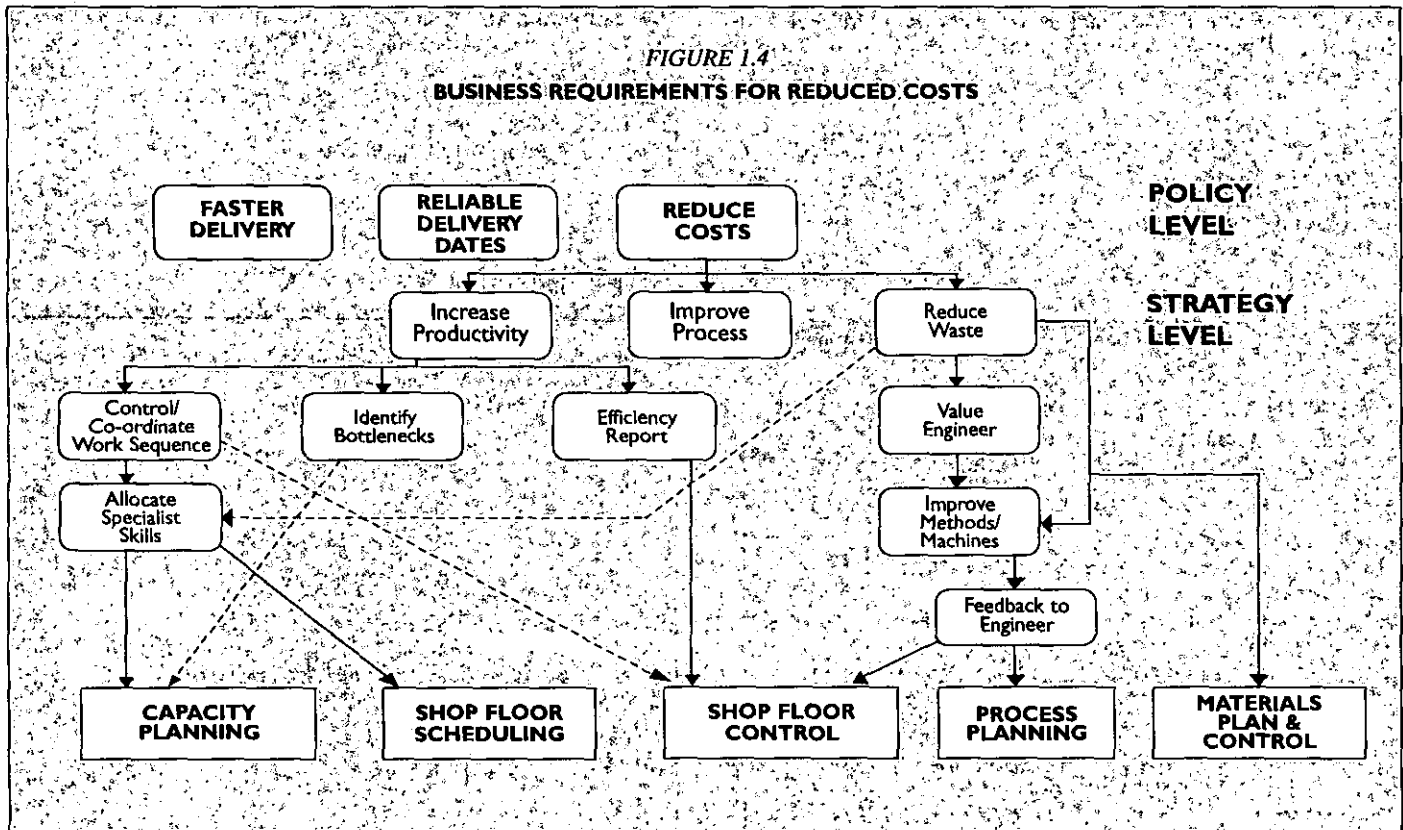 FIGURE 1.4
BUSINESS REQUIREMENTS FOR REDUCED COSTS
FASTER
DELIVERY
RELIABLE
DELIVERY
DATES
REDUCE
COSTS
POLICY
LEVEL
Increase
Productivity
Improve
Process
Reduce
Waste
STRATEGY
LEVEL
Control/
Co-ordinate
Work Sequence
Identify
Bottlenecks
Efficiency
Report
Value
Engineer
Allocate
Specialist
Skills
Improve
Methods/
Machines
Feedback to
Engineer
CAPACITY
PLANNING
SHOP FLOOR
SCHEDULING
SHOP FLOOR
CONTROL
PROCESS
PLANNING
MATERIALS
PLAN &
CONTROL